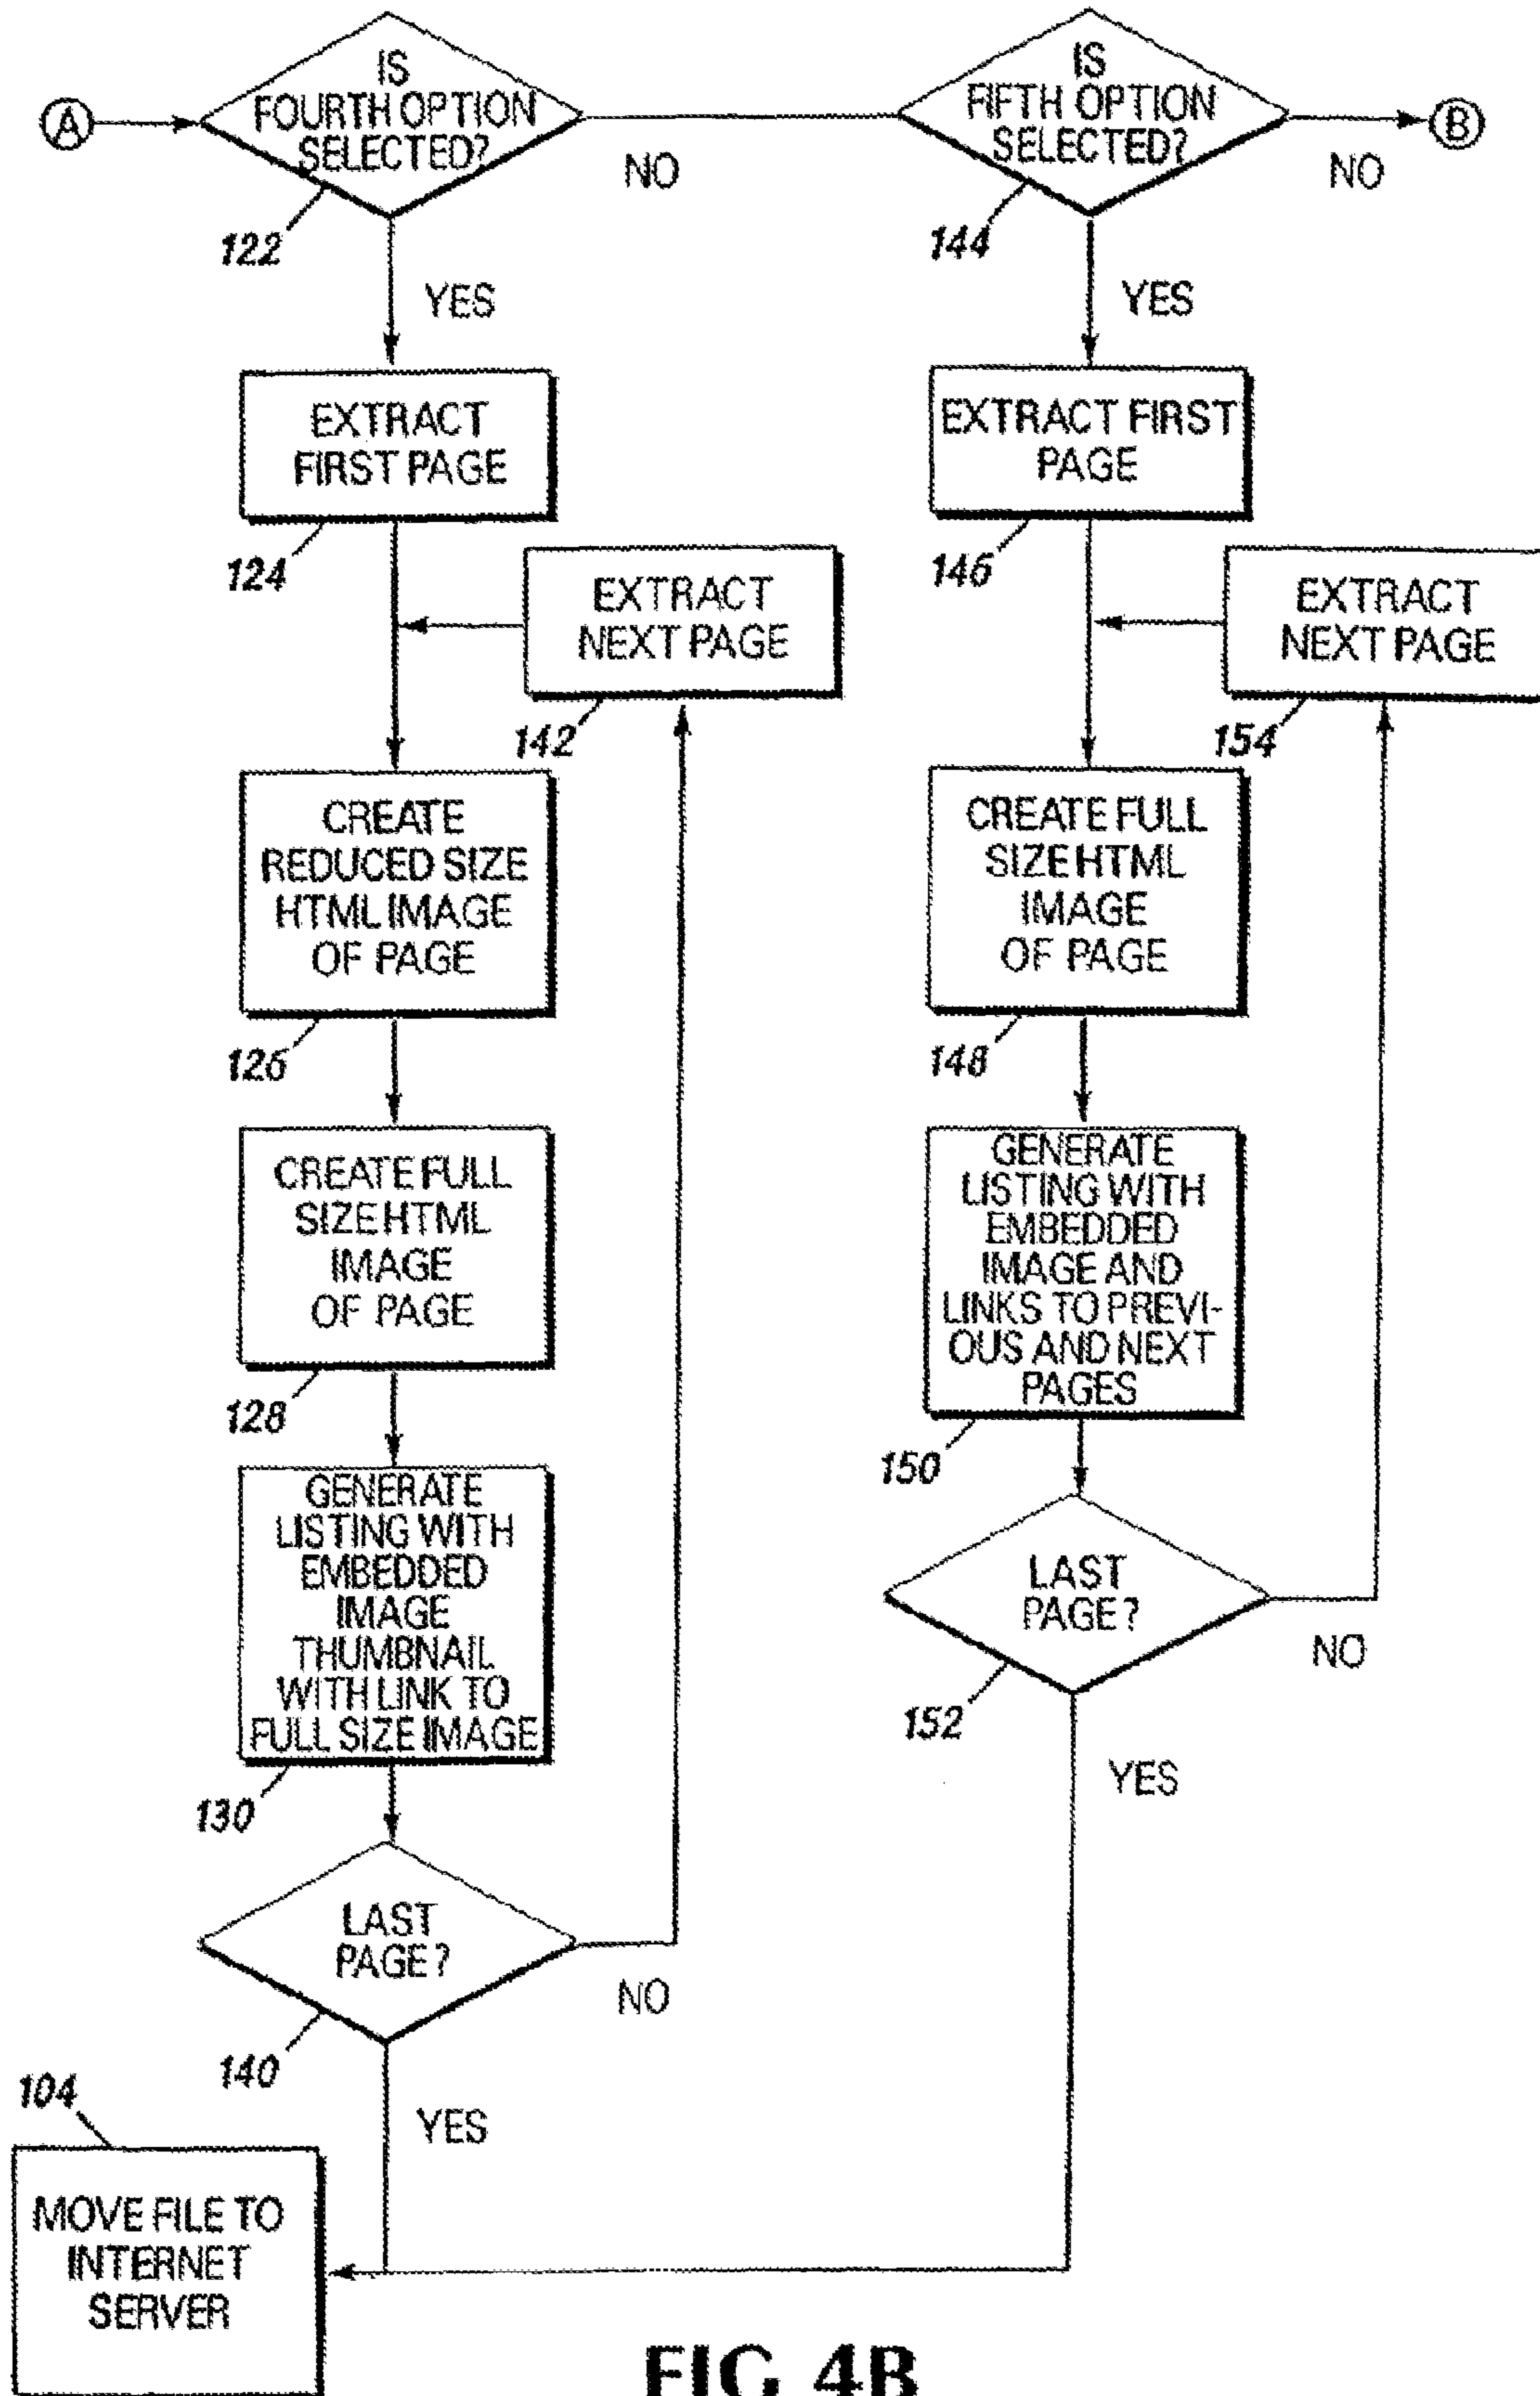 A
IS
FOURTH OPTION
SELECTED?
122
NO
YES
IS
FIFTH OPTION
SELECTED?
144
NO
B
YES
EXTRACT
FIRST PAGE
124
EXTRACT
NEXT PAGE
142
CREATE
REDUCED SIZE
HTML IMAGE
OF PAGE
126
CREATE FULL
SIZE HTML
IMAGE
OF PAGE
128
GENERATE
LISTING WITH
EMBEDDED
IMAGE
THUMBNAIL
WITH LINK TO
FULL SIZE IMAGE
130
LAST
PAGE?
140
NO
YES
104
MOVE FILE TO
INTERNET
SERVER
EXTRACT FIRST
PAGE
146
EXTRACT
NEXT PAGE
154
CREATE FULL
SIZE HTML
IMAGE
OF PAGE
148
GENERATE
LISTING WITH
EMBEDDED
IMAGE AND
LINKS TO PREVI-
OUS AND NEXT
PAGES
150
LAST
PAGE?
152
NO
YES
FIG 4B